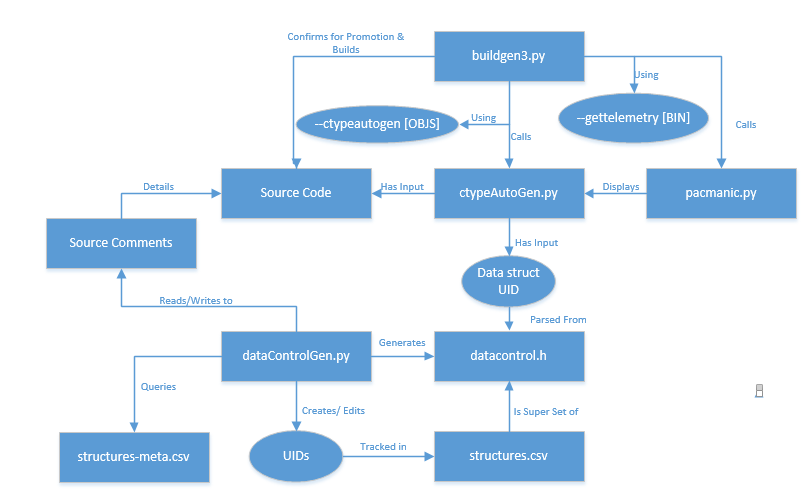 Confirms for Promotion &
Builds
buildgen3.py
Using
--ctypeautogen [OBJS]
Using
--gettelemetry [BIN]
Calls
Calls
Details
Source Code
Has Input
ctypeAutoGen.py
Displays
pacmanic.py
Source Comments
Has Input
Data struct
UID
Reads/Writes to
Parsed From
dataControlGen.py
Generates
datacontrol.h
Queries
Creates/ Edits
Is Super Set of
structures-meta.csv
UIDs
Tracked in
structures.csv